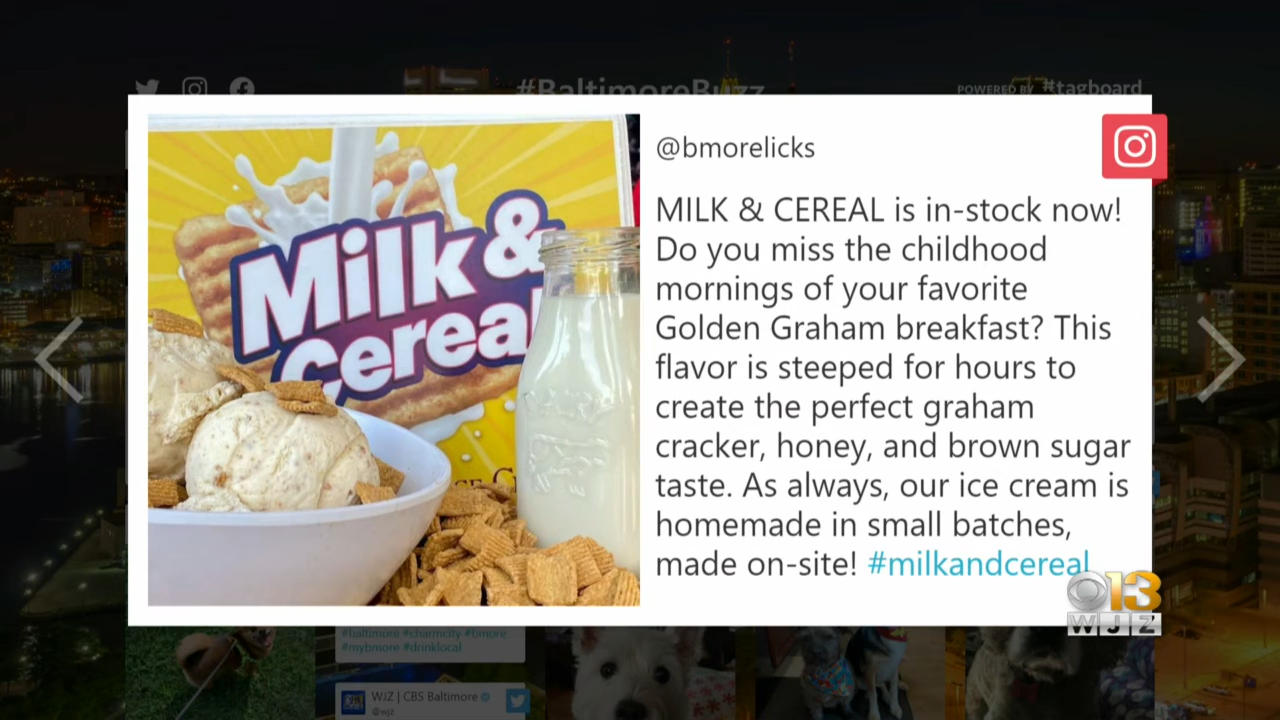 #BaltimoreBuzz
POWERED BY #tagboard
Milk &
Cereal
@bmorelicks
MILK & CEREAL is in-stock now!
Do you miss the childhood
mornings of your favorite
Golden Graham breakfast? This
flavor is steeped for hours to
create the perfect graham
cracker, honey, and brown sugar
taste. As always, our ice cream is
homemade in small batches,
made on-site! #milkandcereal
13
WJZ
#baltimore #charmcity #bmore
#mybmore #drinklocal
WJZ | CBS Baltimore
@wjz